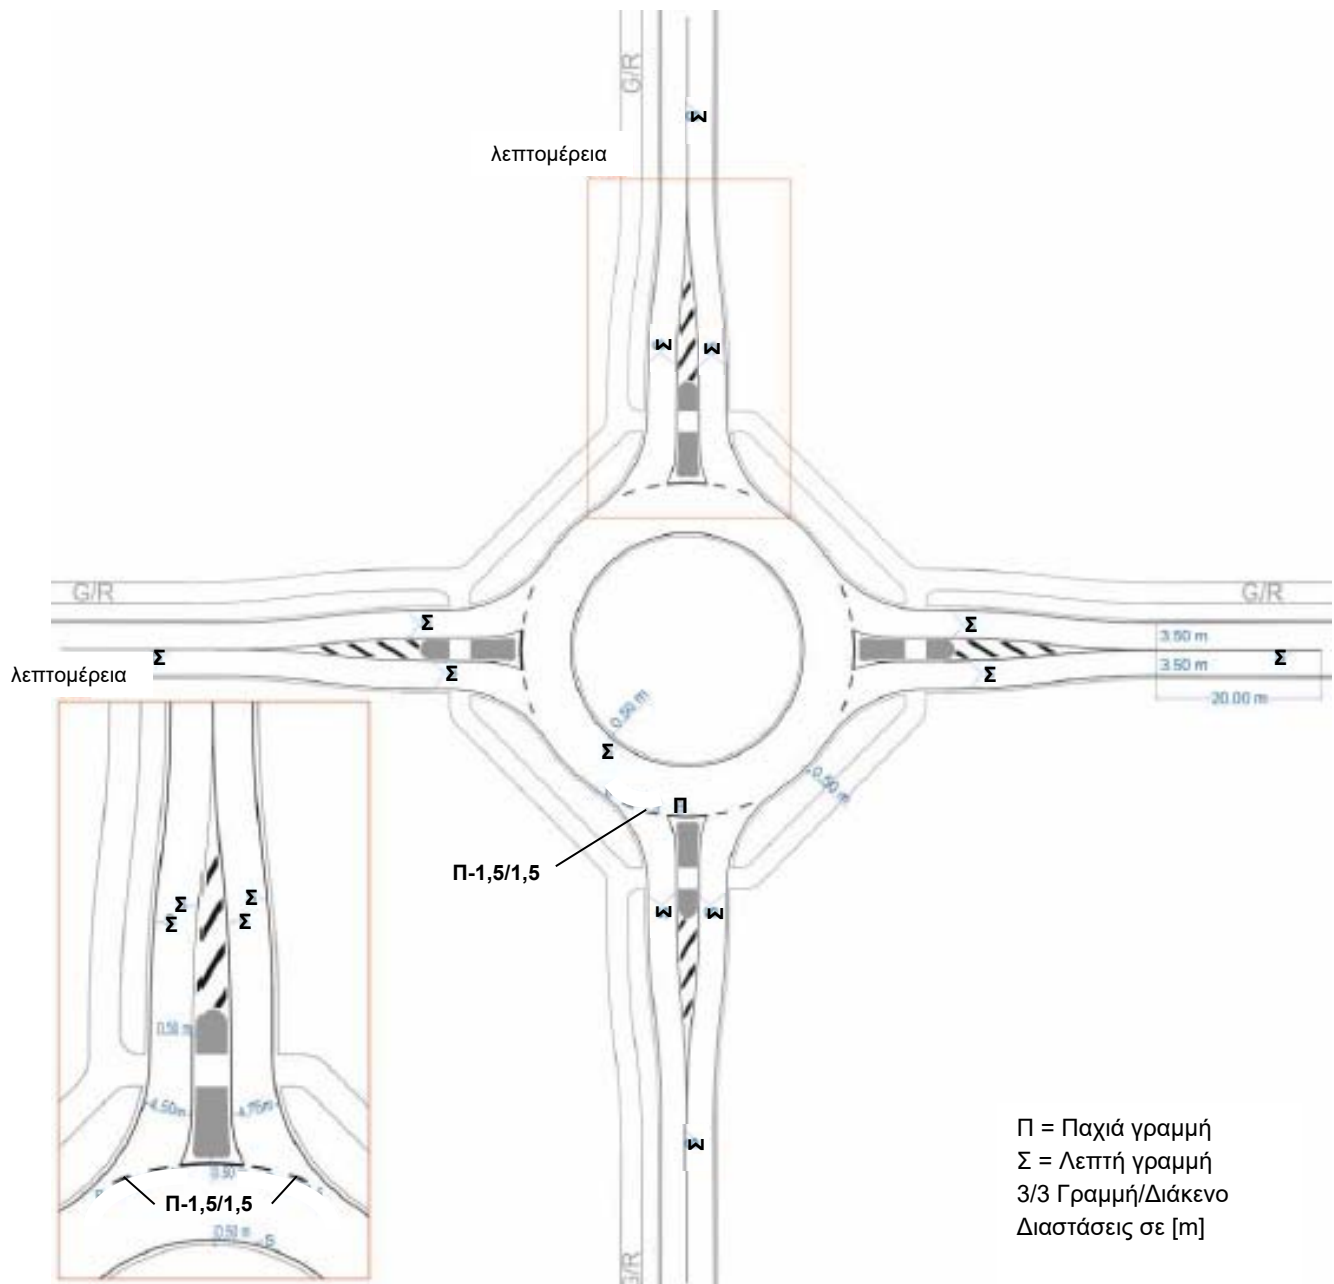 G/R
Σ
λεπτομέρεια
Σ
Σ
G/R
G/R
Σ
Σ
3.50 m
Σ
Σ
3.50 m
Σ
λεπτομέρεια
Σ
Σ
20.00 m
0.50 m
Σ
0.50 m
Π
Π-1,5/1,5
Σ
Σ
Σ
Σ
Σ
Σ
0.50 m
4.50m
4.75m
Π = Παχιά γραμμή
Σ
Σ = Λεπτή γραμμή
0.50
Π-1,5/1,5
3/3 Γραμμή/Διάκενο
Διαστάσεις σε [m]
0.50 m
S
G/R